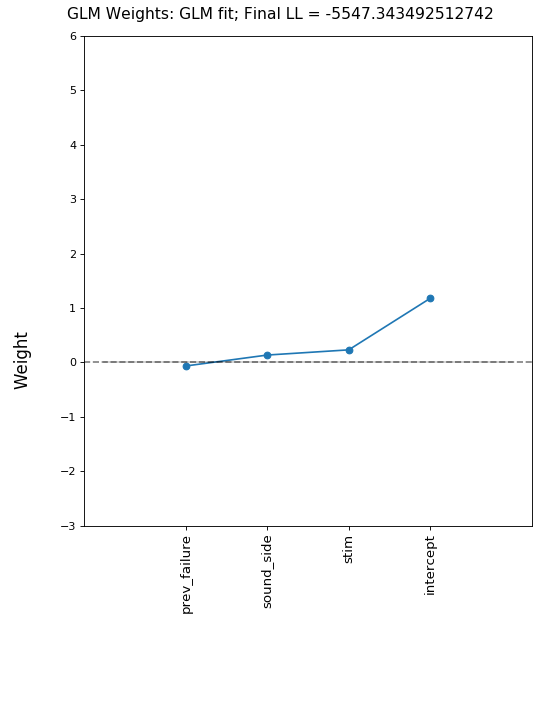 GLM Weights: GLM fit; Final LL = -5547.343492512742
6
5
4
3
2
1
0
−1
−2
−3
Weight
prev_failure
sound_side
stim
intercept